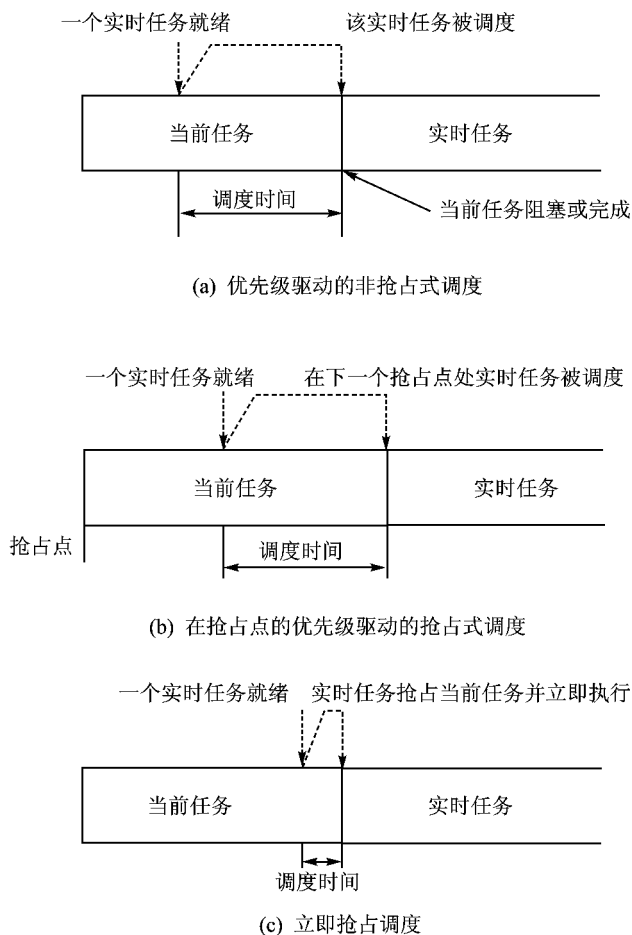 一个实时任务就绪 该实时任务被调度
当前任务 实时任务
调度时间
当前任务阻塞或完成
(a) 优先级驱动的非抢占式调度
一个实时任务就绪 在下一个抢占点处实时任务被调度
当前任务 实时任务
抢占点
调度时间
(b) 在抢占点的优先级驱动的抢占式调度
一个实时任务就绪 实时任务抢占当前任务并立即执行
当前任务 实时任务
调度时间
(c) 立即抢占调度